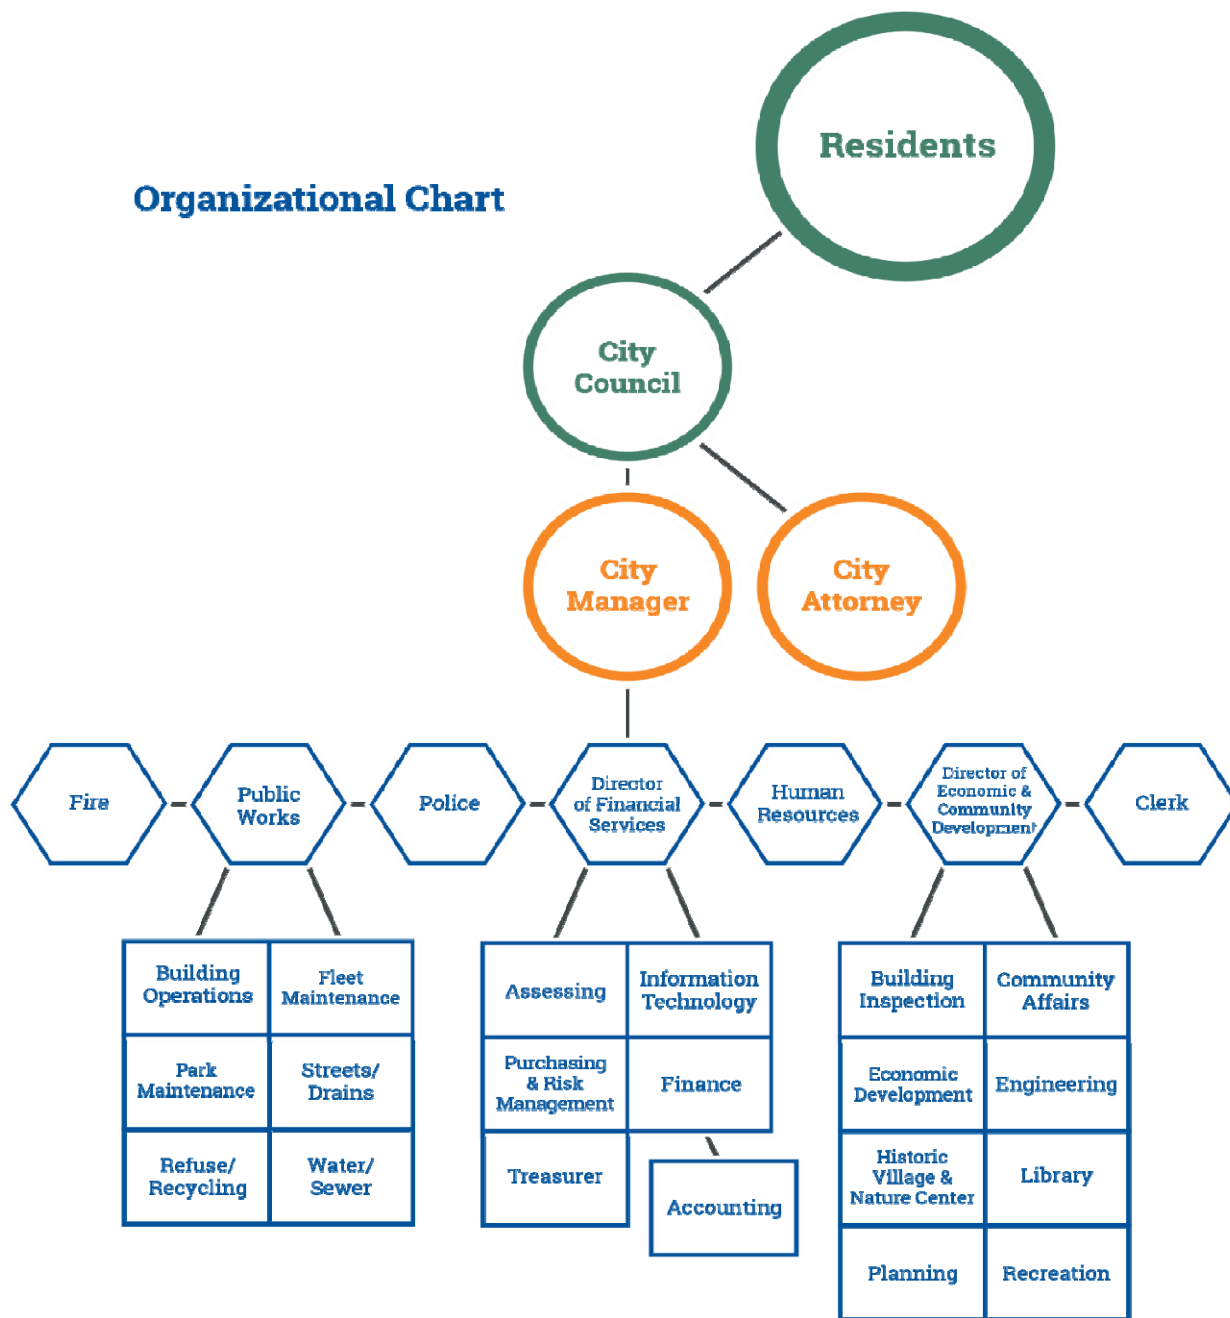 Residents
Organizational Chart
City
Council
City
Manager
City
Attorney
Fire
Public
Works
Police
Director
of Financial
Services
Human
Resources
Director of
Economic &
Community
Development
Clerk
Building
Operations
Fleet
Maintenance
Park
Maintenance
Streets/
Drains
Refuse/
Recycling
Water/
Sewer
Assessing
Information
Technology
Purchasing
& Risk
Management
Finance
Treasurer
Accounting
Building
Inspection
Community
Affairs
Economic
Development
Engineering
Historic
Village &
Nature Center
Library
Planning
Recreation